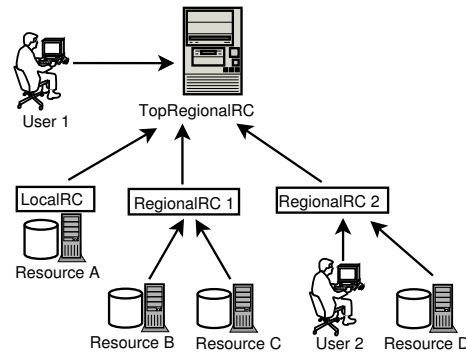 User 1
TopRegionalRC
LocalRC
RegionalRC 1
RegionalRC 2
Resource A
Resource B
Resource C
User 2
Resource D